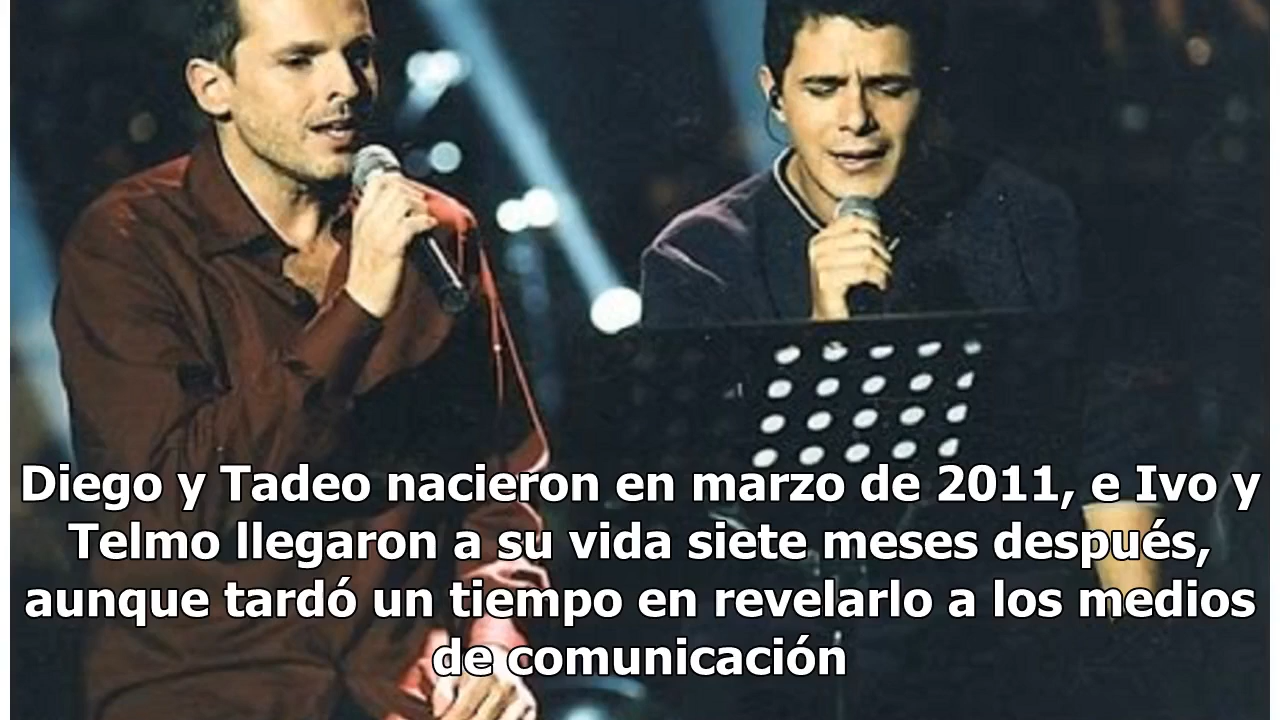 Diego y Tadeo nacieron en marzo de 2011, e Ivo y
Telmo llegaron a su vida siete meses después,
aunque tardó un tiempo en revelarlo a los medios
de comunicación